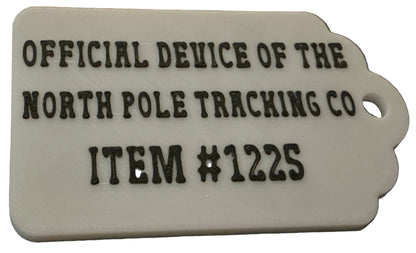 OFFICIAL DEVICE OF THE
NORTH POLE TRACKING CO
ITEM #1225